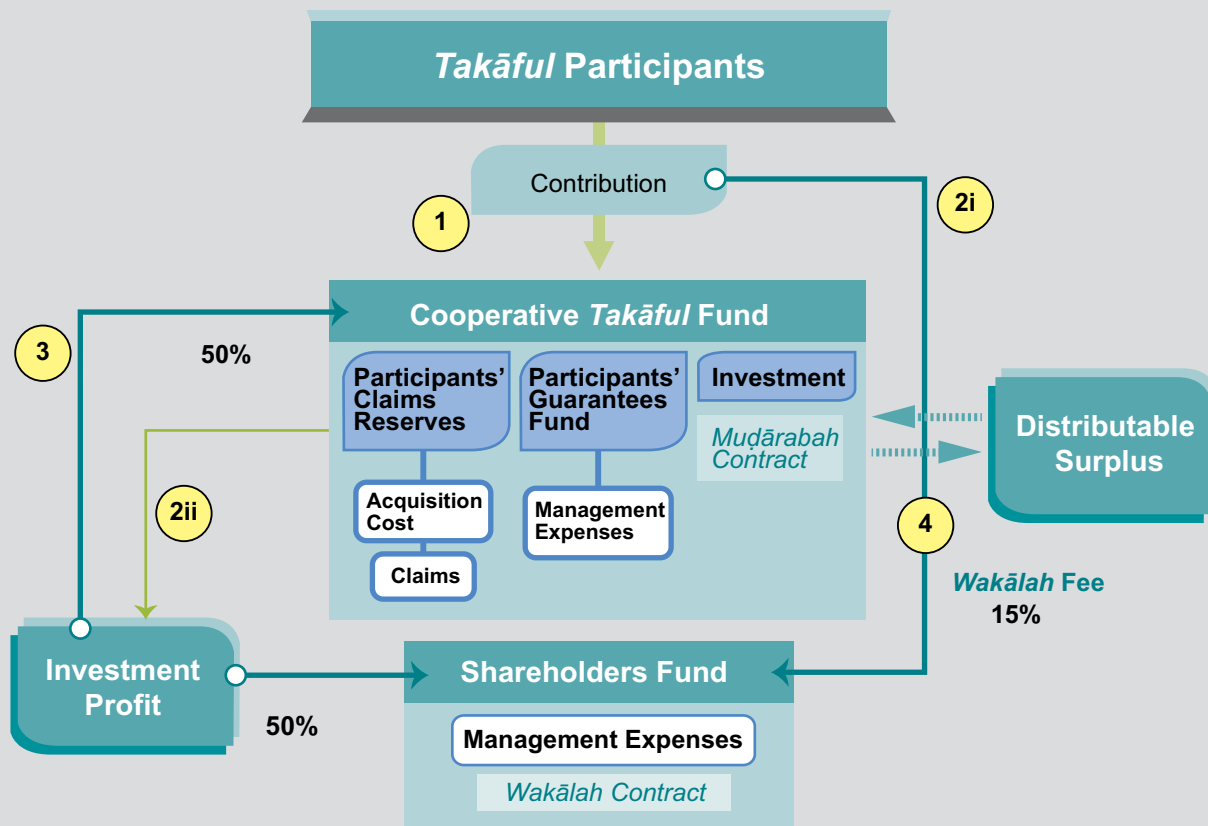 Takāful Participants
Contribution
1
2i
Cooperative Takāful Fund
3
50%
Participants’
Claims
Reserves
Participants’
Guarantees
Fund
Investment
Muḍārabah
Contract
Distributable
Surplus
Acquisition
Cost
Management
Expenses
2ii
4
Claims
Wakālah Fee
15%
Investment
Profit
50%
Shareholders Fund
Management Expenses
Wakālah Contract